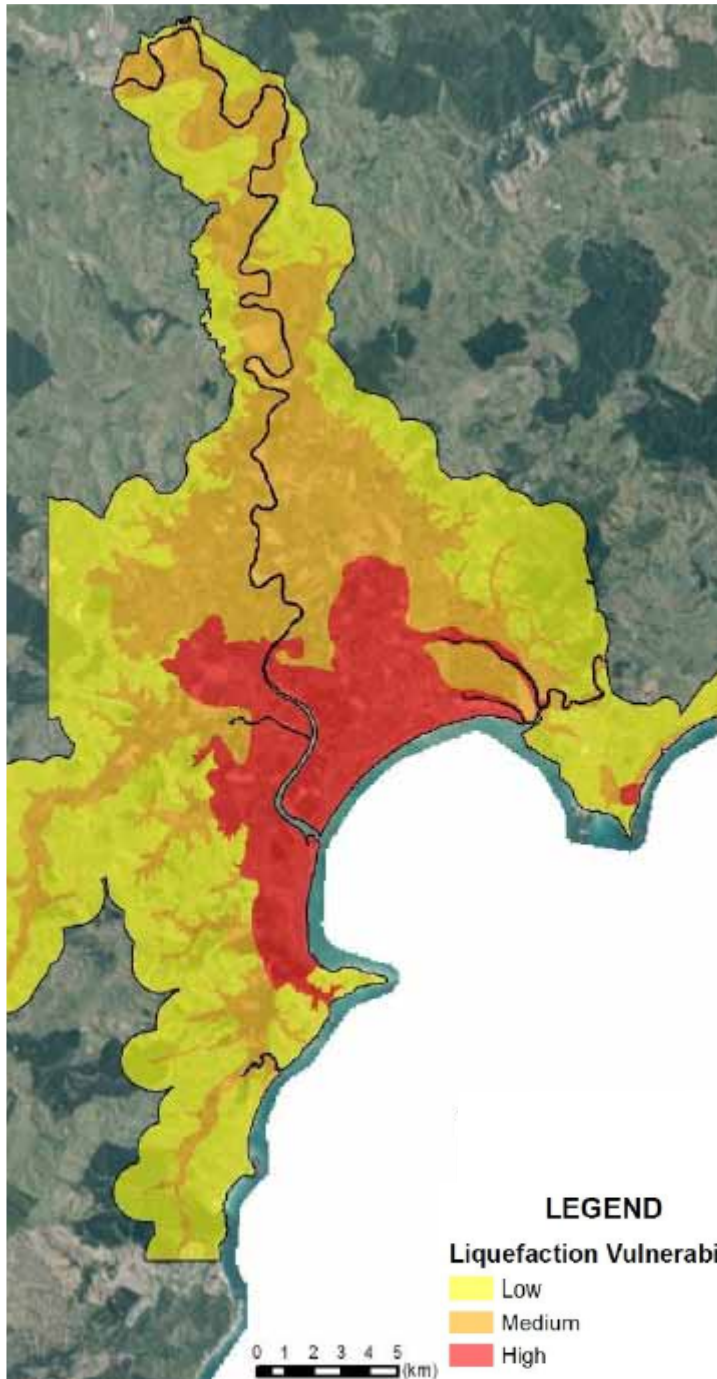 LEGEND
Liquefaction Vulnerabi
Low
Medium
High
0 1 2 3 4 5
(km)